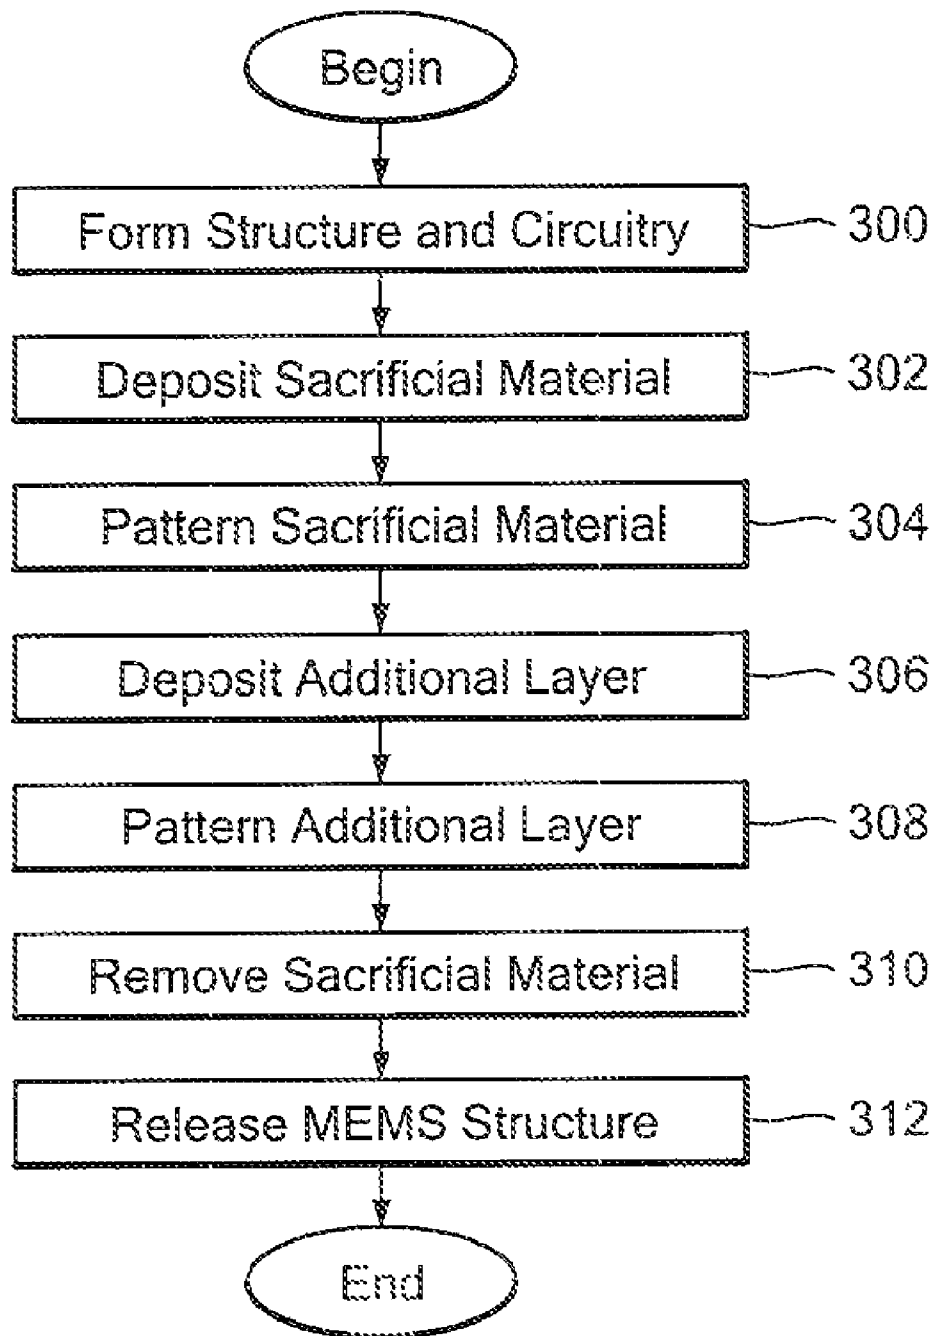 Begin
Form Structure and Circuitry 300
Deposit Sacrificial Material 302
Pattern Sacrificial Material 304
Deposit Additional Layer 306
Pattern Additional Layer 308
Remove Sacrificial Material 310
Release MEMS Structure 312
End